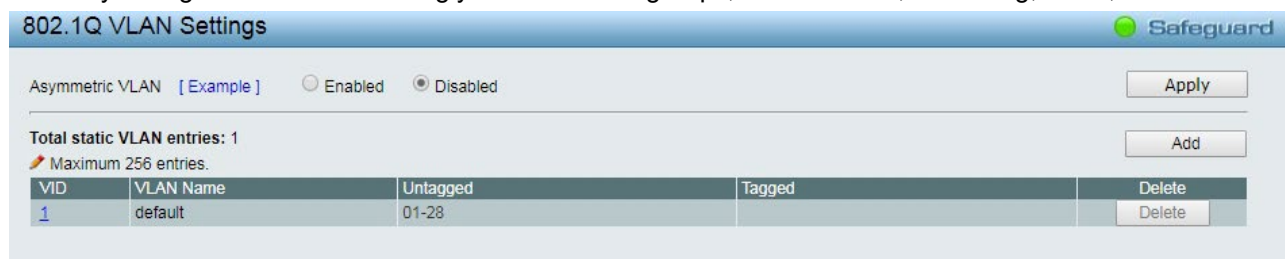 802.1Q VLAN Settings Safeguard
Asymmetric VLAN [ Example ] Enabled Disabled Apply
Total static VLAN entries: 1 Add
Maximum 256 entries.
VID VLAN Name Untagged Tagged Delete
1 default 01-28 Delete